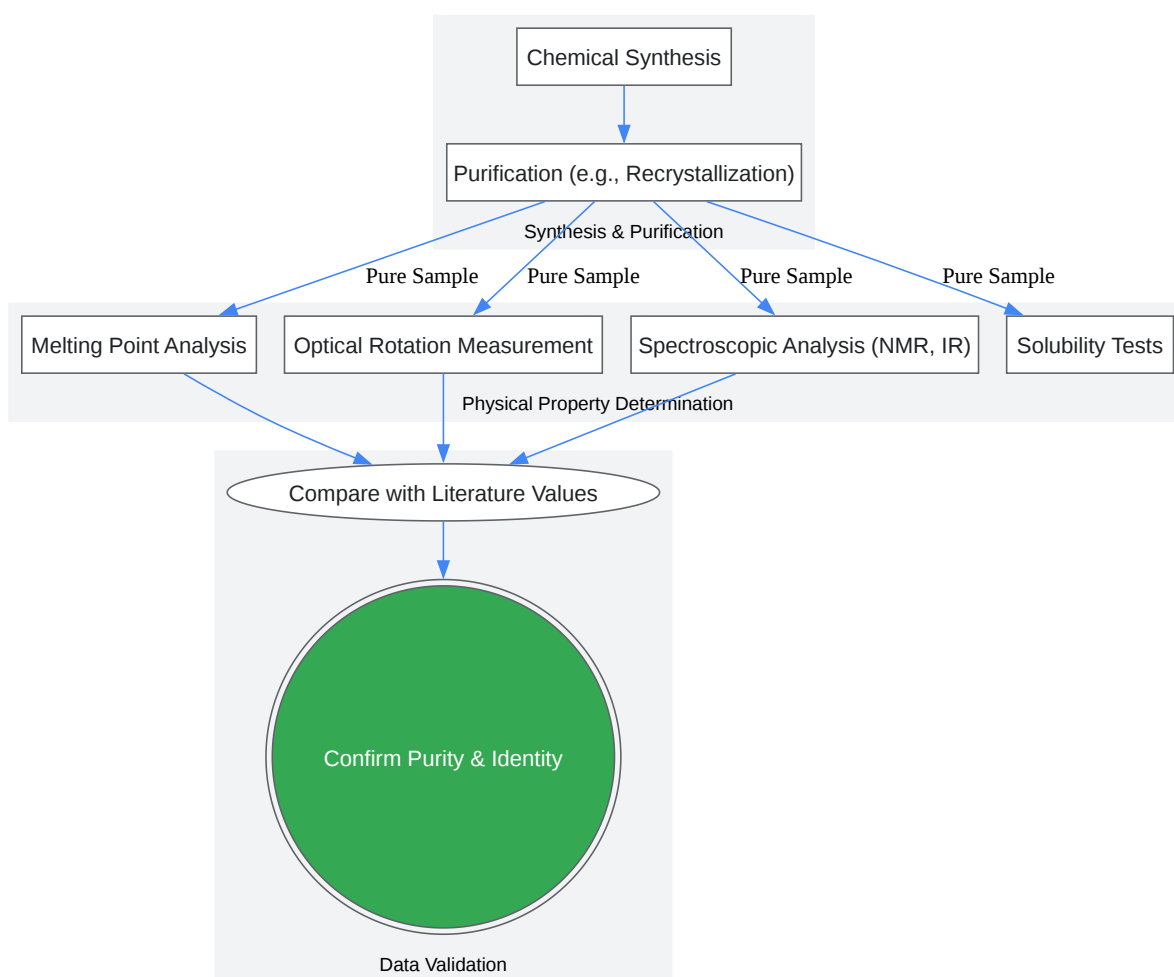 Chemical Synthesis
Purification (e.g., Recrystallization)
Synthesis & Purification
Pure Sample
Pure Sample
Pure Sample
Pure Sample
Melting Point Analysis
Optical Rotation Measurement
Spectroscopic Analysis (NMR, IR)
Solubility Tests
Physical Property Determination
Compare with Literature Values
Confirm Purity & Identity
Data Validation